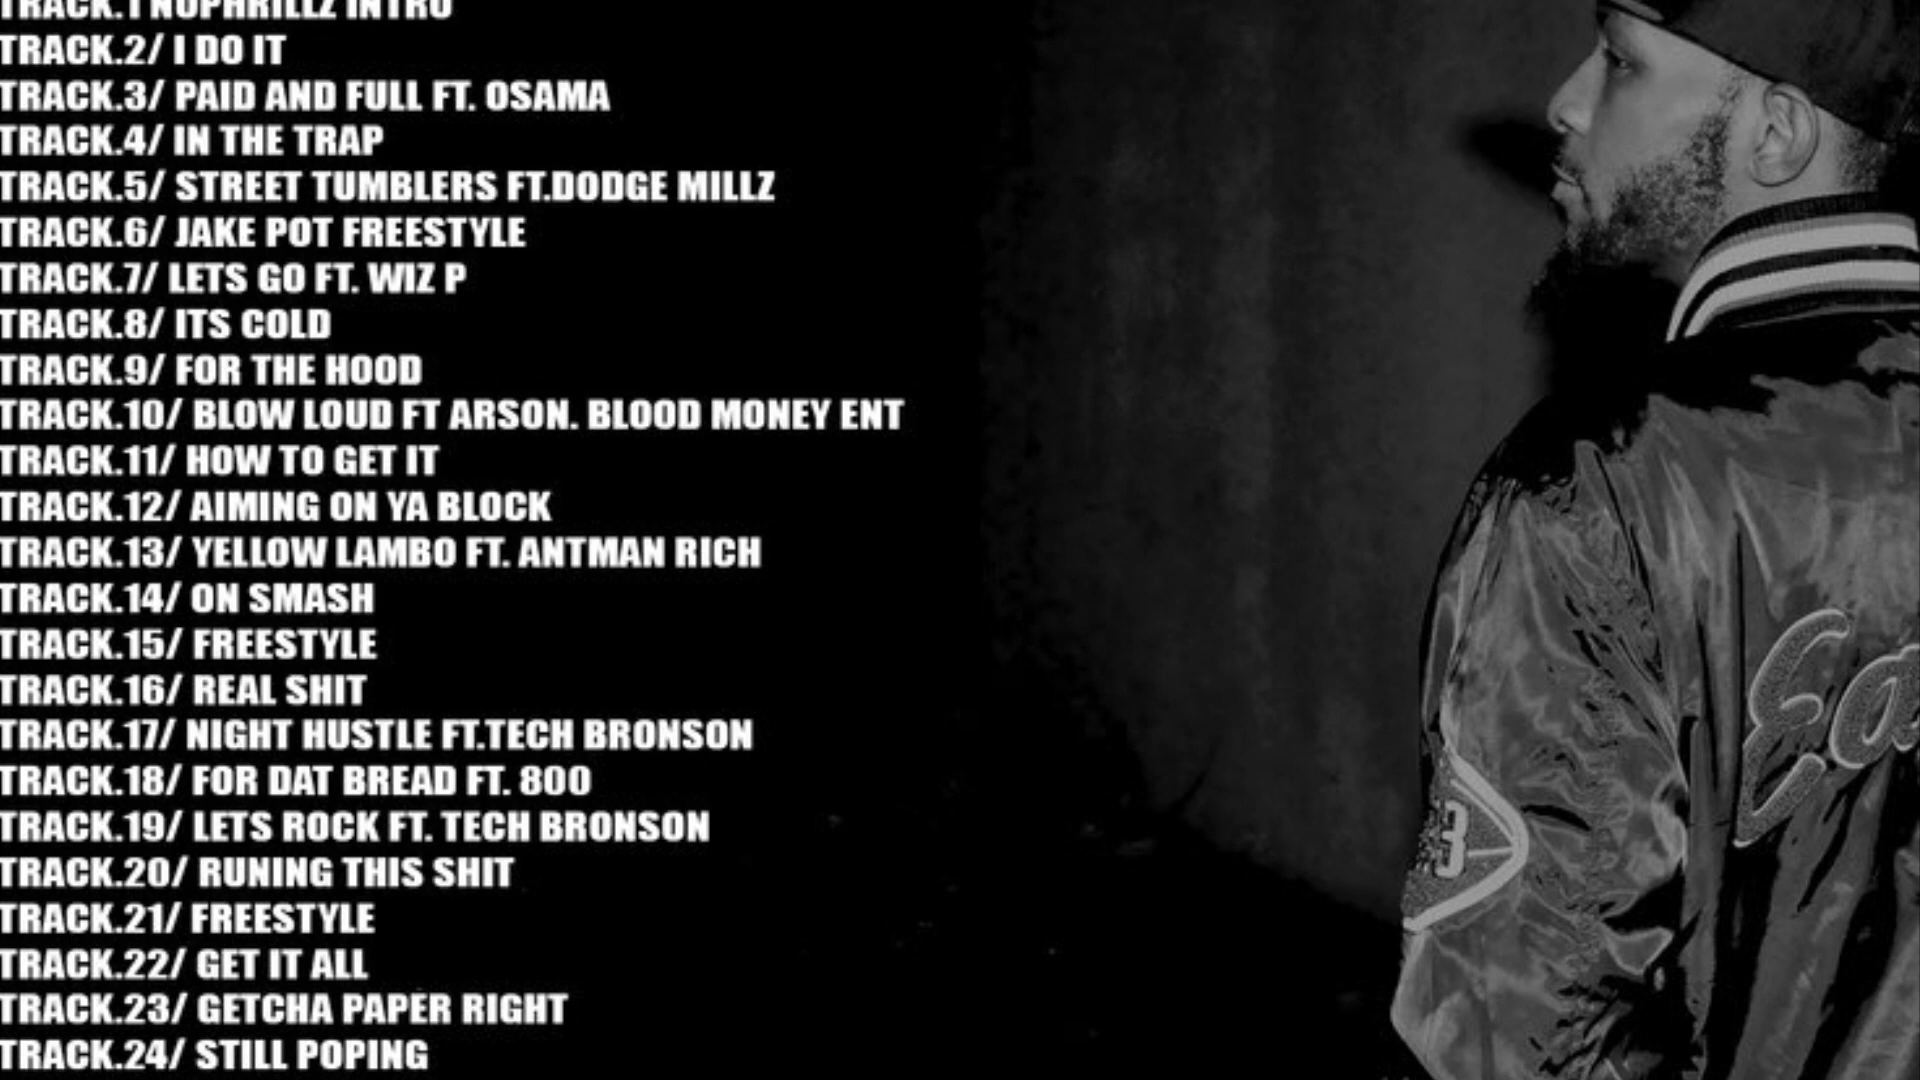 TRACK.1 NUPHRILLZ INTRO
TRACK.2/ I DO IT
TRACK.3/ PAID AND FULL FT. OSAMA
TRACK.4/ IN THE TRAP
TRACK.5/ STREET TUMBLERS FT.DODGE MILLZ
TRACK.6/ JAKE POT FREESTYLE
TRACK.7/ LETS GO FT. WIZ P
TRACK.8/ ITS COLD
TRACK.9/ FOR THE HOOD
TRACK.10/ BLOW LOUD FT ARSON. BLOOD MONEY ENT
TRACK.11/ HOW TO GET IT
TRACK.12/ AIMING ON YA BLOCK
TRACK.13/ YELLOW LAMBO FT. ANTMAN RICH
TRACK.14/ ON SMASH
TRACK.15/ FREESTYLE
TRACK.16/ REAL SHIT
TRACK.17/ NIGHT HUSTLE FT.TECH BRONSON
TRACK.18/ FOR DAT BREAD FT. 800
TRACK.19/ LETS ROCK FT. TECH BRONSON
TRACK.20/ RUNING THIS SHIT
TRACK.21/ FREESTYLE
TRACK.22/ GET IT ALL
TRACK.23/ GETCHA PAPER RIGHT
TRACK.24/ STILL POPING